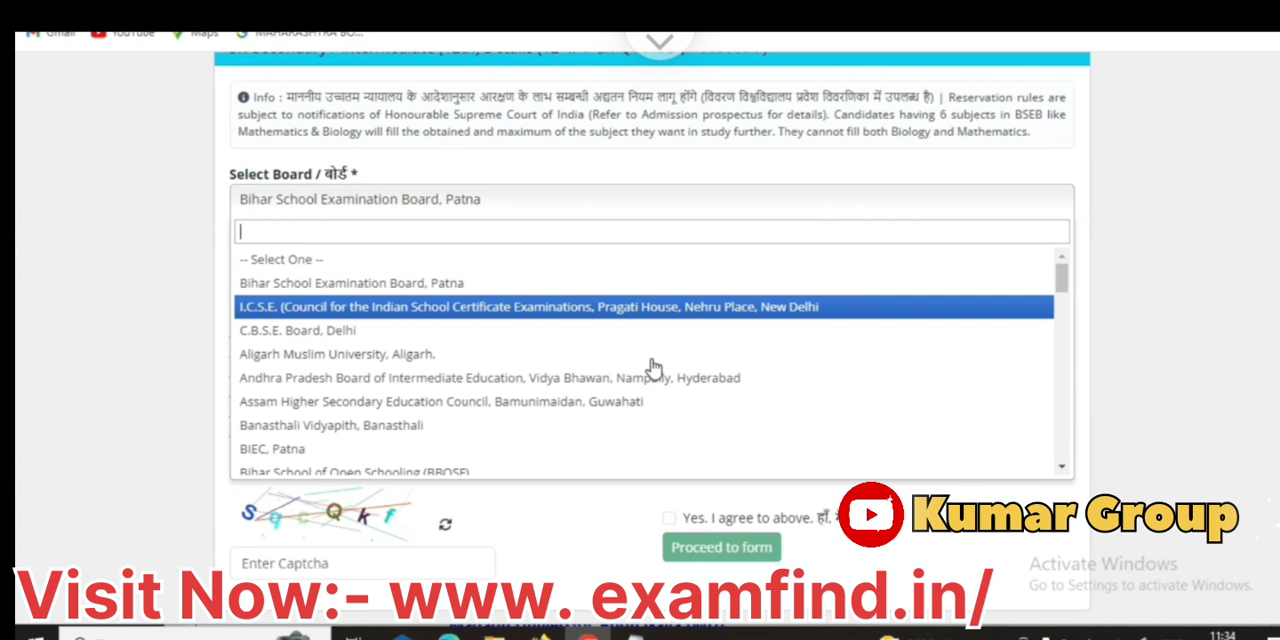 Gmail YouTube Maps MAHARASHTRA BO...
Info : माननीय उच्चतम न्यायालय के आदेशानुसार आरक्षण के लाभ सम्बन्धी अद्यतन नियम लागू होंगे (विवरण विश्वविद्यालय प्रवेश विवरणिका में उपलब्ध है) | Reservation rules are
subject to notifications of Honourable Supreme Court of India (Refer to Admission prospectus for details). Candidates having 6 subjects in BSEB like
Mathematics & Biology will fill the obtained and maximum of the subject they want in study further. They cannot fill both Biology and Mathematics.
Select Board / बोर्ड *
Bihar School Examination Board, Patna
-- Select One --
Bihar School Examination Board, Patna
I.C.S.E. (Council for the Indian School Certificate Examinations, Pragati House, Nehru Place, New Delhi
C.B.S.E. Board, Delhi
Aligarh Muslim University, Aligarh.
Andhra Pradesh Board of Intermediate Education, Vidya Bhawan, Nampally, Hyderabad
Assam Higher Secondary Education Council, Bamunimaidan, Guwahati
Banasthali Vidyapith, Banasthali
BIEC, Patna
Bihar School of Open Schooling (BBOSE)
S q c Q k f
Yes. I agree to above. हाँ,
Kumar Group
Proceed to form
Enter Captcha
Activate Windows
Go to Settings to activate Windows.
Visit Now:- www. examfind.in/
11:34